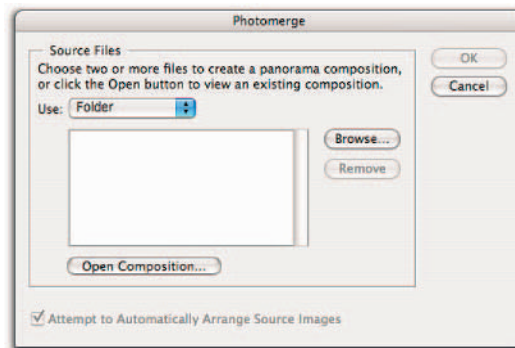 Photomerge
Source Files
Choose two or more files to create a panorama composition,
or click the Open button to view an existing composition.
Use: Folder
Browse...
Remove
Open Composition...
Attempt to Automatically Arrange Source Images
OK
Cancel